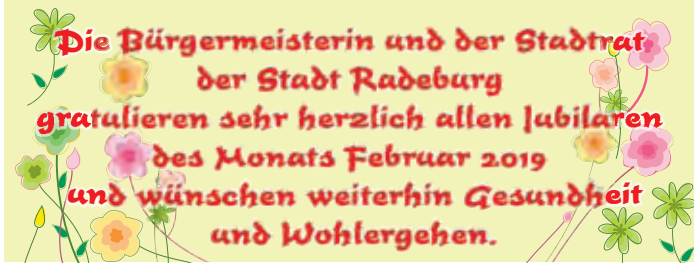 Die Bürgermeisterin und der Stadtrat
der Stadt Radeburg
gratulieren sehr herzlich allen Jubilaren
des Monats Februar 2019
und wünschen weiterhin Gesundheit
und Wohlergehen.